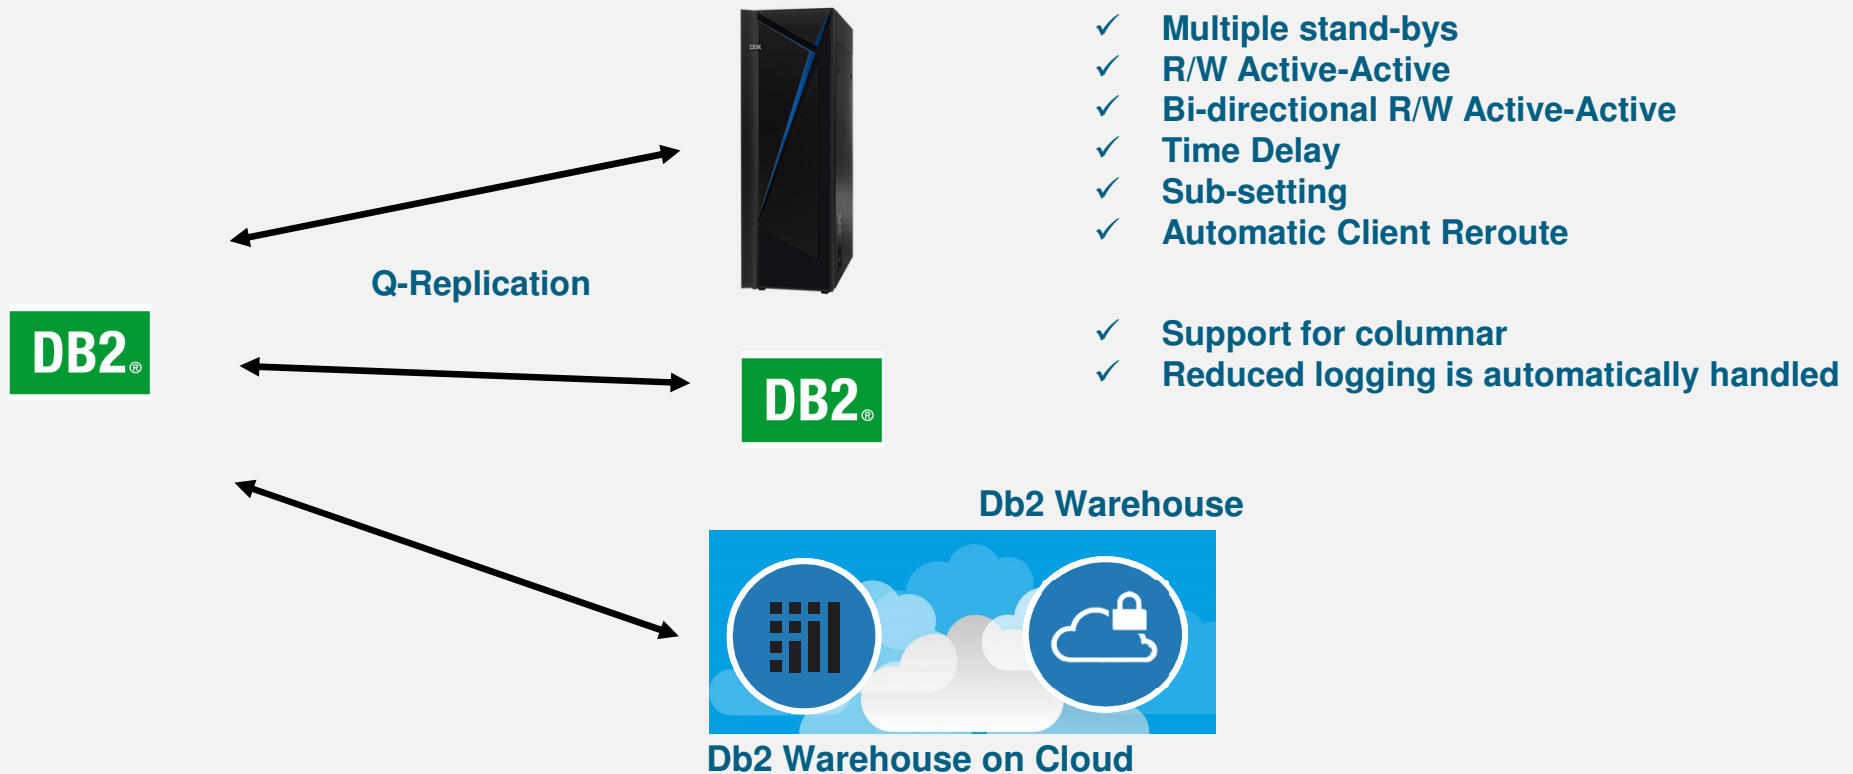 IBM
✓ Multiple stand-bys
✓ R/W Active-Active
✓ Bi-directional R/W Active-Active
✓ Time Delay
✓ Sub-setting
✓ Automatic Client Reroute
Q-Replication
DB2®
DB2®
✓ Support for columnar
✓ Reduced logging is automatically handled
Db2 Warehouse
Db2 Warehouse on Cloud